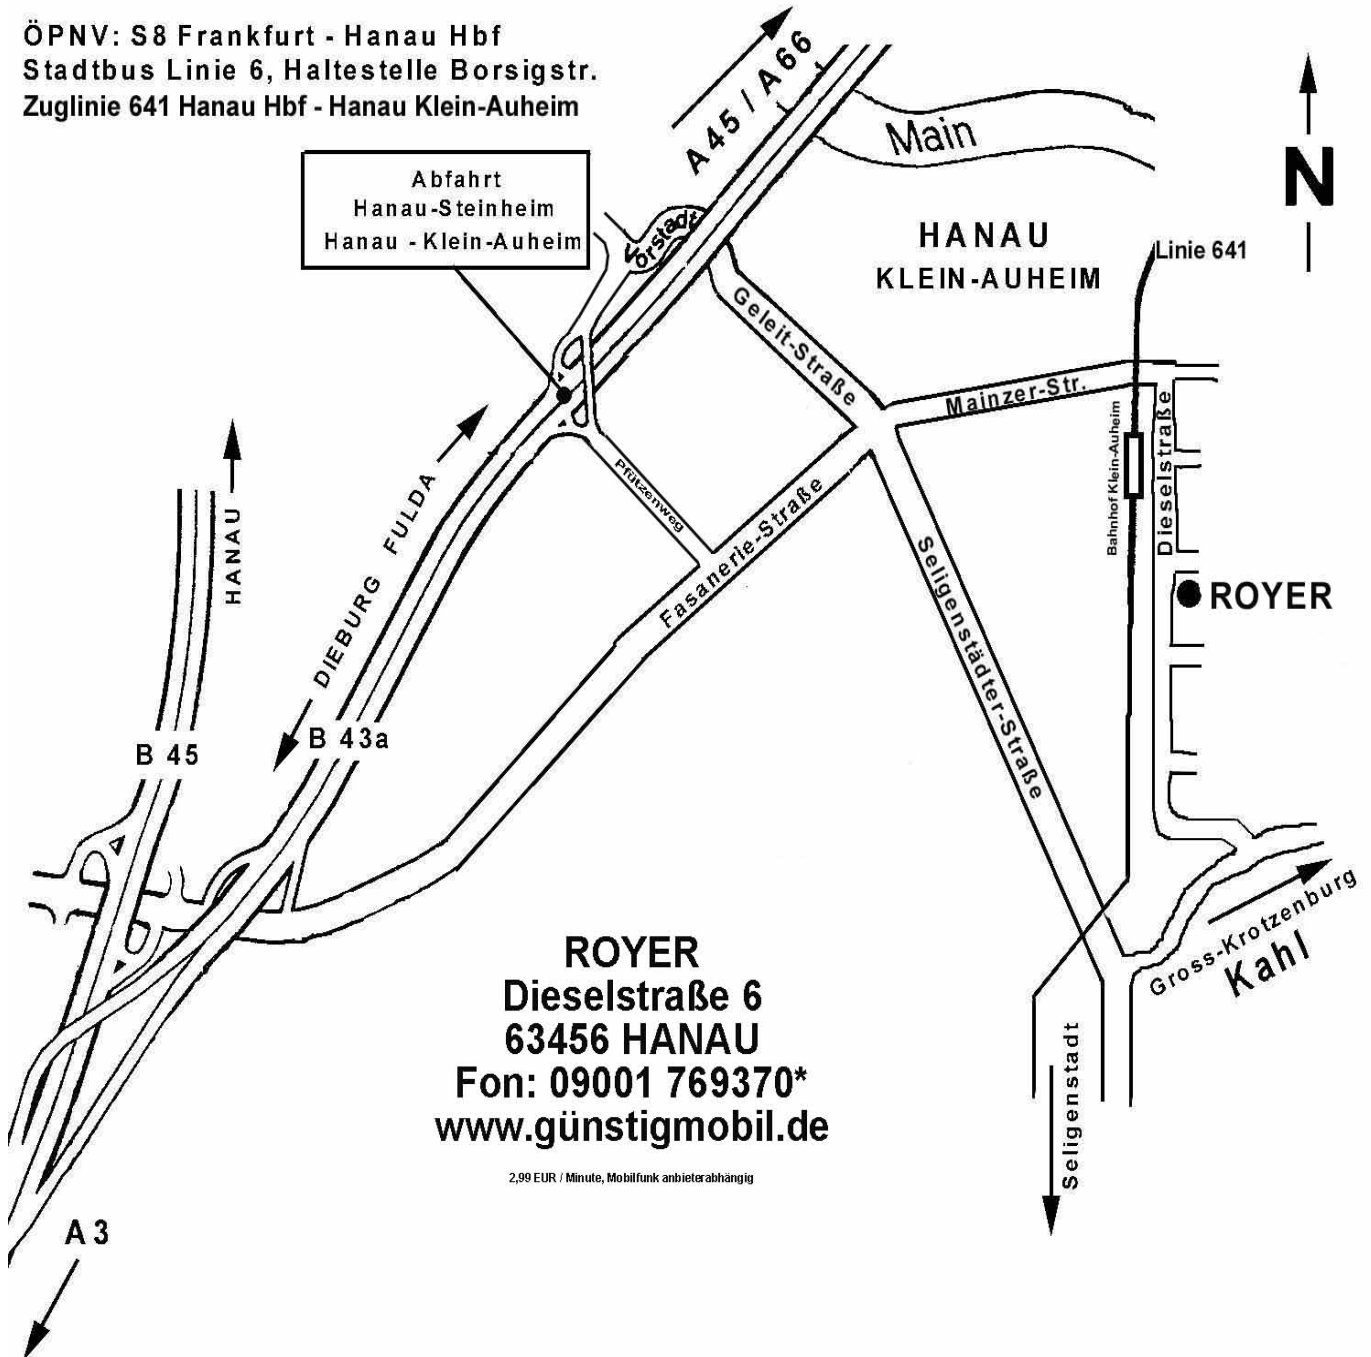 ÖPNV: S8 Frankfurt - Hanau Hbf
Stadtbus Linie 6, Haltestelle Borsigstr.
Zuglinie 641 Hanau Hbf - Hanau Klein-Auheim
A 45 / A 66
Main
N
Abfahrt
Hanau-Steinheim
Hanau - Klein-Auheim
Vorstadt
HANAU
KLEIN-AUHEIM
Linie 641
Geleit-Straße
Mainzer-Str.
Bahnhof Klein-Auheim
Dieselstraße
HANAU
DIEBURG FULDA
Pfützenweg
Fasanerie-Straße
Seligenstädter-Straße
ROYER
B 45
B 43a
Gross-Krotzenburg
Kahl
ROYER
Dieselstraße 6
63456 HANAU
Fon: 09001 769370*
www.günstigmobil.de
2,99 EUR / Minute, Mobilfunk anbieterabhängig
Seligenstadt
A 3